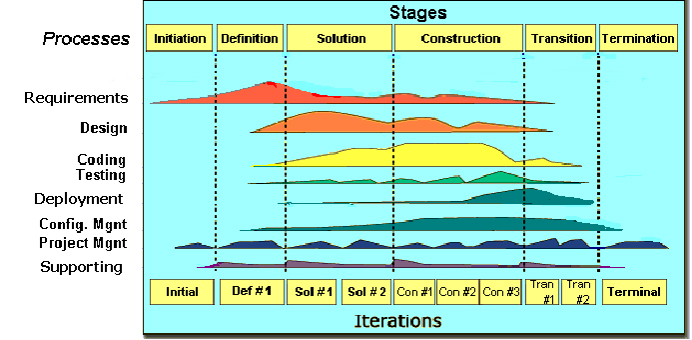 Stages
Processes
Initiation Definition Solution Construction Transition Termination
Requirements
Design
Coding
Testing
Deployment
Config. Mgnt
Project Mgnt
Supporting
Initial Def #1 Sol #1 Sol #2 Con #1 Con #2 Con #3 Tran #1 Tran #2 Terminal
Iterations